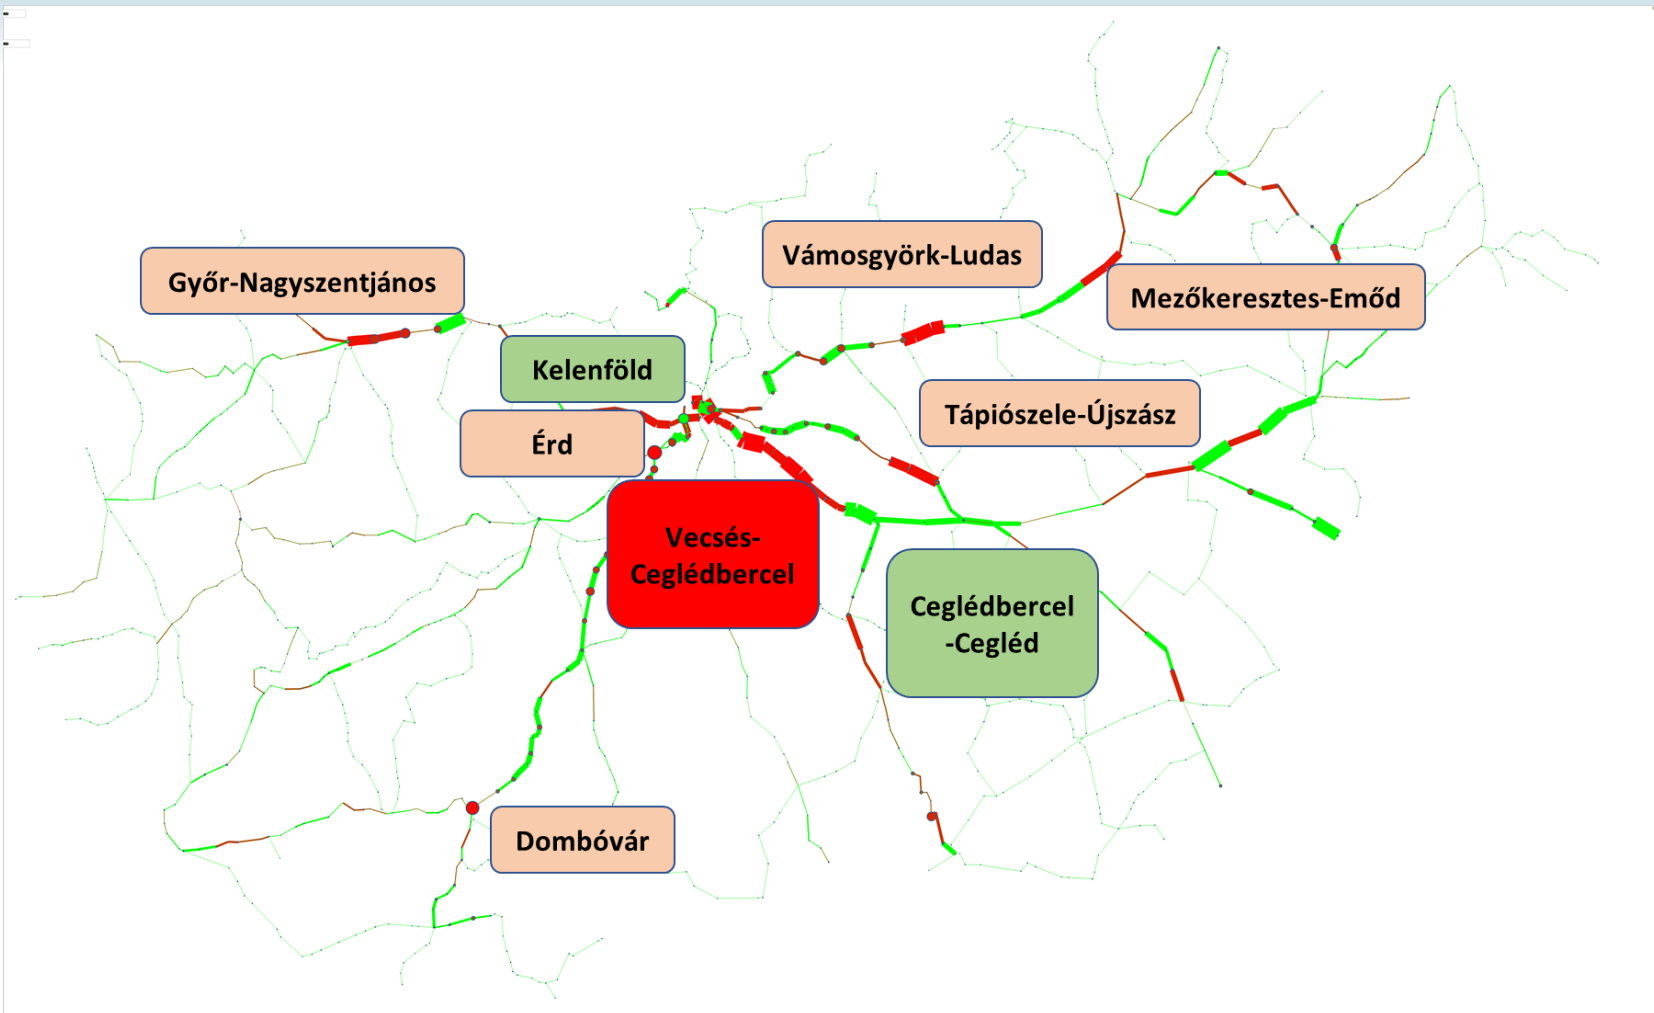 Vámosgyörk-Ludas
Győr-Nagyszentjános
Mezőkeresztes-Emőd
Kelenföld
Tápiószele-Újszász
Érd
Vecsés-
Ceglédbercel
Ceglédbercel
-Cegléd
Dombóvár